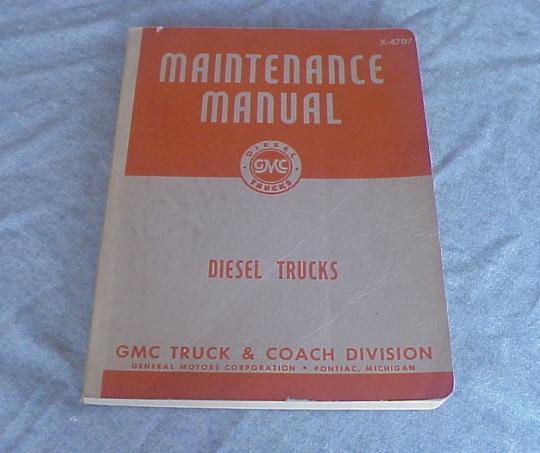 X-4707
MAINTENANCE
MANUAL
DIESEL
GMC
TRUCKS
DIESEL TRUCKS
GMC TRUCK & COACH DIVISION
GENERAL MOTORS CORPORATION • PONTIAC, MICHIGAN